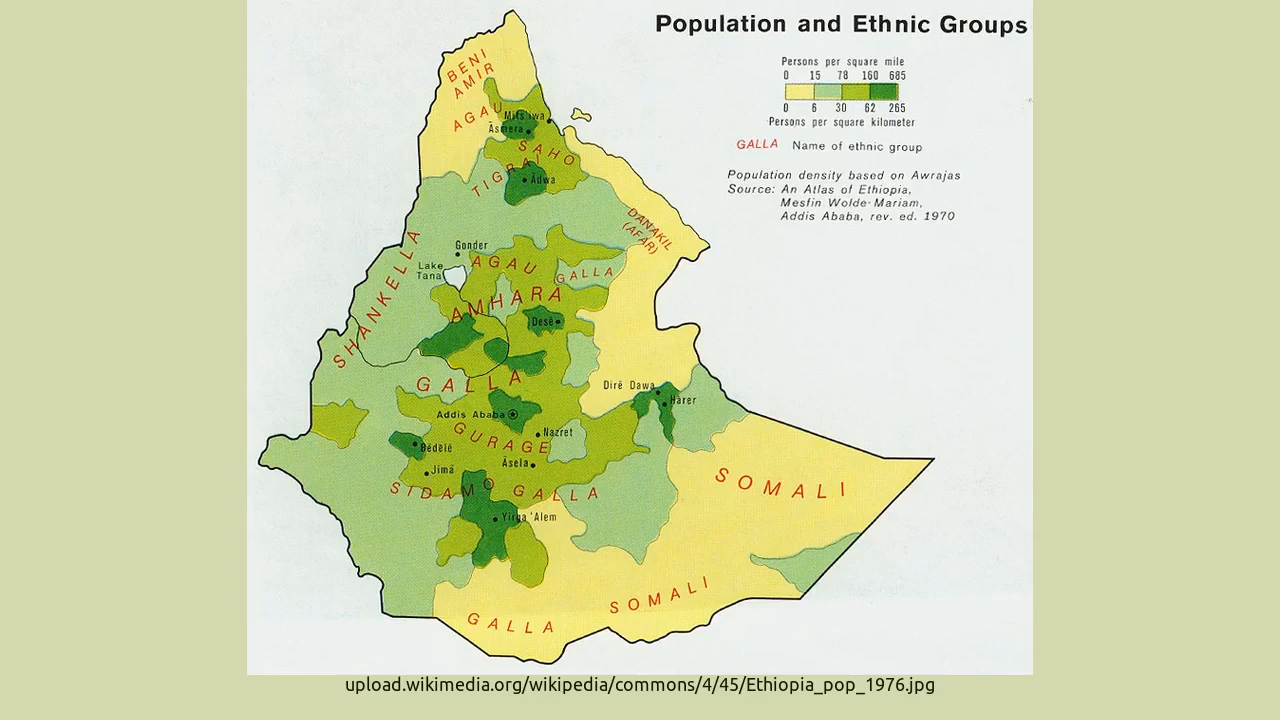 Population and Ethnic Groups
Persons per square mile
0 15 78 160 685
0 6 30 62 265
Persons per square kilometer
GALLA Name of ethnic group
Population density based on Awrajas
Source: An Atlas of Ethiopia,
Mesfin Wolde-Mariam,
Addis Ababa, rev. ed. 1970
BENI
AMIR
AGAU
Mits'iwa
Āsmera
SAHO
TIGRAI
Ādwa
DANAKIL
(AFAR)
SHANKELLA
Gonder
Lake
Tana
AGAU
GALLA
AMHARA
Desē
GALLA
Dirē Dawa
Hārer
Addis Ababa
GURAGE
Nazret
Bedelē
Jīma
Āsela
SIDAMO
GALLA
SOMALI
Yirga 'Alem
SOMALI
GALLA
upload.wikimedia.org/wikipedia/commons/4/45/Ethiopia_pop_1976.jpg